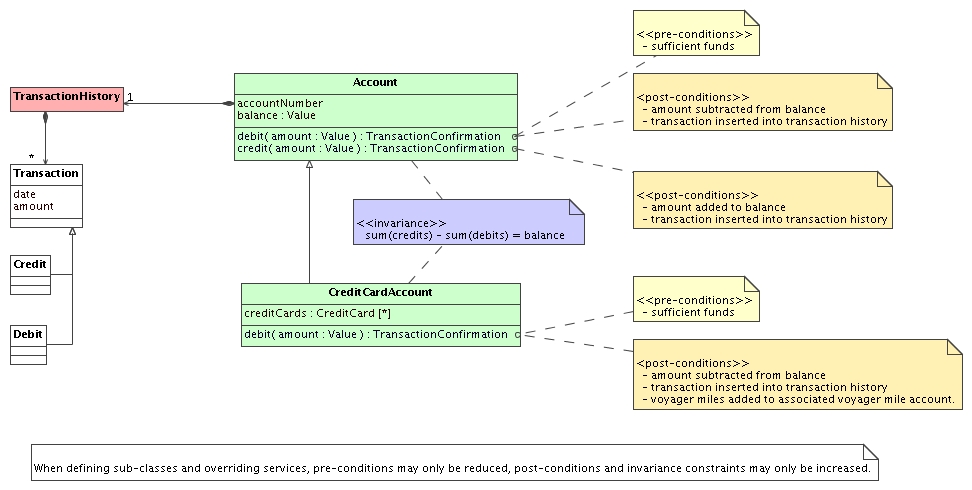 <<pre-conditions>>
- sufficient funds
Account
TransactionHistory
1
accountNumber
balance : Value
debit( amount : Value ) : TransactionConfirmation
credit( amount : Value ) : TransactionConfirmation
<post-conditions>>
- amount subtracted from balance
- transaction inserted into transaction history
*
Transaction
date
amount
<<post-conditions>>
- amount added to balance
- transaction inserted into transaction history
<<invariance>>
sum(credits) - sum(debits) = balance
Credit
CreditCardAccount
creditCards : CreditCard [*]
debit( amount : Value ) : TransactionConfirmation
<<pre-conditions>>
- sufficient funds
Debit
<post-conditions>>
- amount subtracted from balance
- transaction inserted into transaction history
- voyager miles added to associated voyager mile account.
When defining sub-classes and overriding services, pre-conditions may only be reduced, post-conditions and invariance constraints may only be increased.